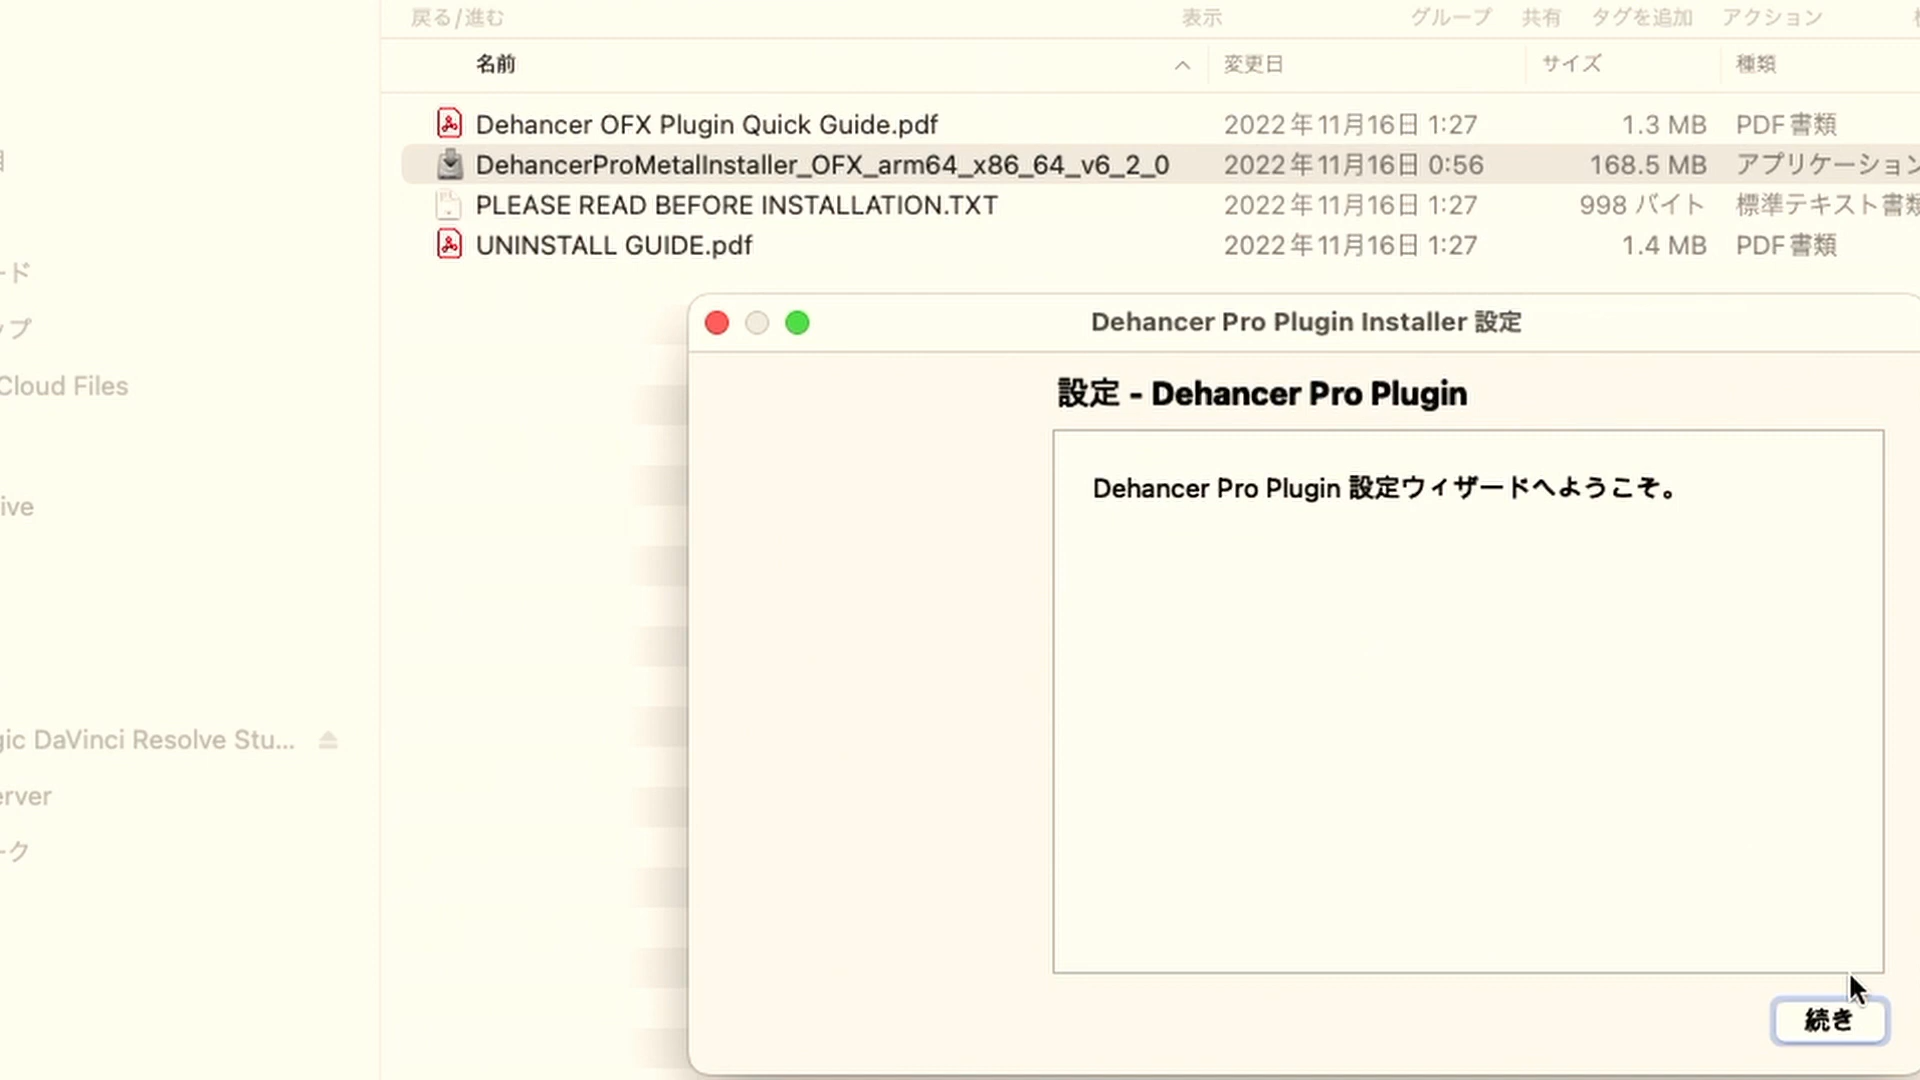 戻る/進む 表示 グループ 共有 タグを追加 アクション
名前 変更日 サイズ 種類
Dehancer OFX Plugin Quick Guide.pdf 2022年11月16日 1:27 1.3 MB PDF書類
DehancerProMetalInstaller_OFX_arm64_x86_64_v6_2_0 2022年11月16日 0:56 168.5 MB アプリケーション
PLEASE READ BEFORE INSTALLATION.TXT 2022年11月16日 1:27 998 バイト 標準テキスト書類
UNINSTALL GUIDE.pdf 2022年11月16日 1:27 1.4 MB PDF書類
ード
ップ
Cloud Files
ive
gic DaVinci Resolve Stu...
erver
ーク
Dehancer Pro Plugin Installer 設定
設定 - Dehancer Pro Plugin
Dehancer Pro Plugin 設定ウィザードへようこそ。
続き